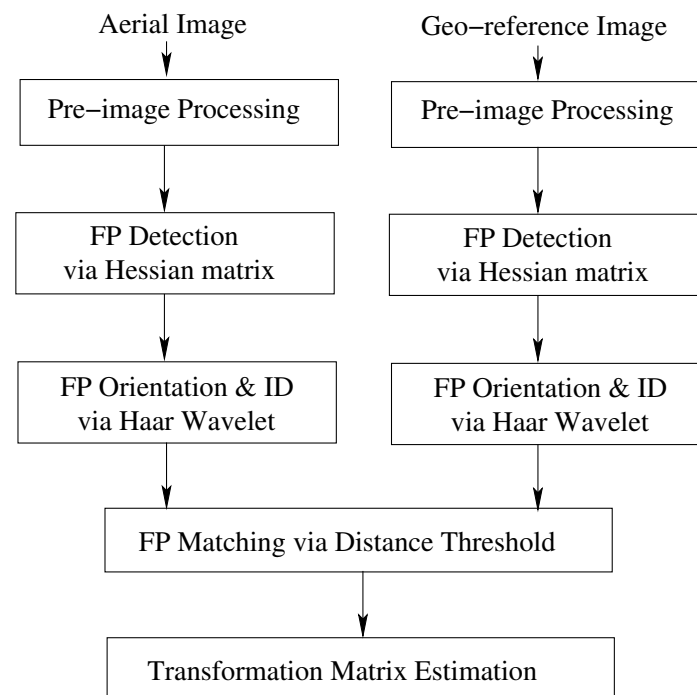 Aerial Image
Geo−reference Image
Pre−image Processing
Pre−image Processing
FP Detection
via Hessian matrix
FP Detection
via Hessian matrix
FP Orientation & ID
via Haar Wavelet
FP Orientation & ID
via Haar Wavelet
FP Matching via Distance Threshold
Transformation Matrix Estimation